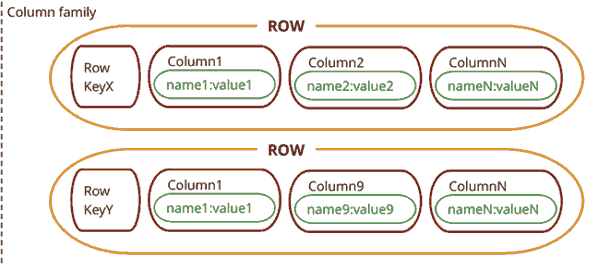 Column family
ROW
Row
KeyX
Column1
name1:value1
Column2
name2:value2
ColumnN
nameN:valueN
ROW
Row
KeyY
Column1
name1:value1
Column9
name9:value9
ColumnN
nameN:valueN